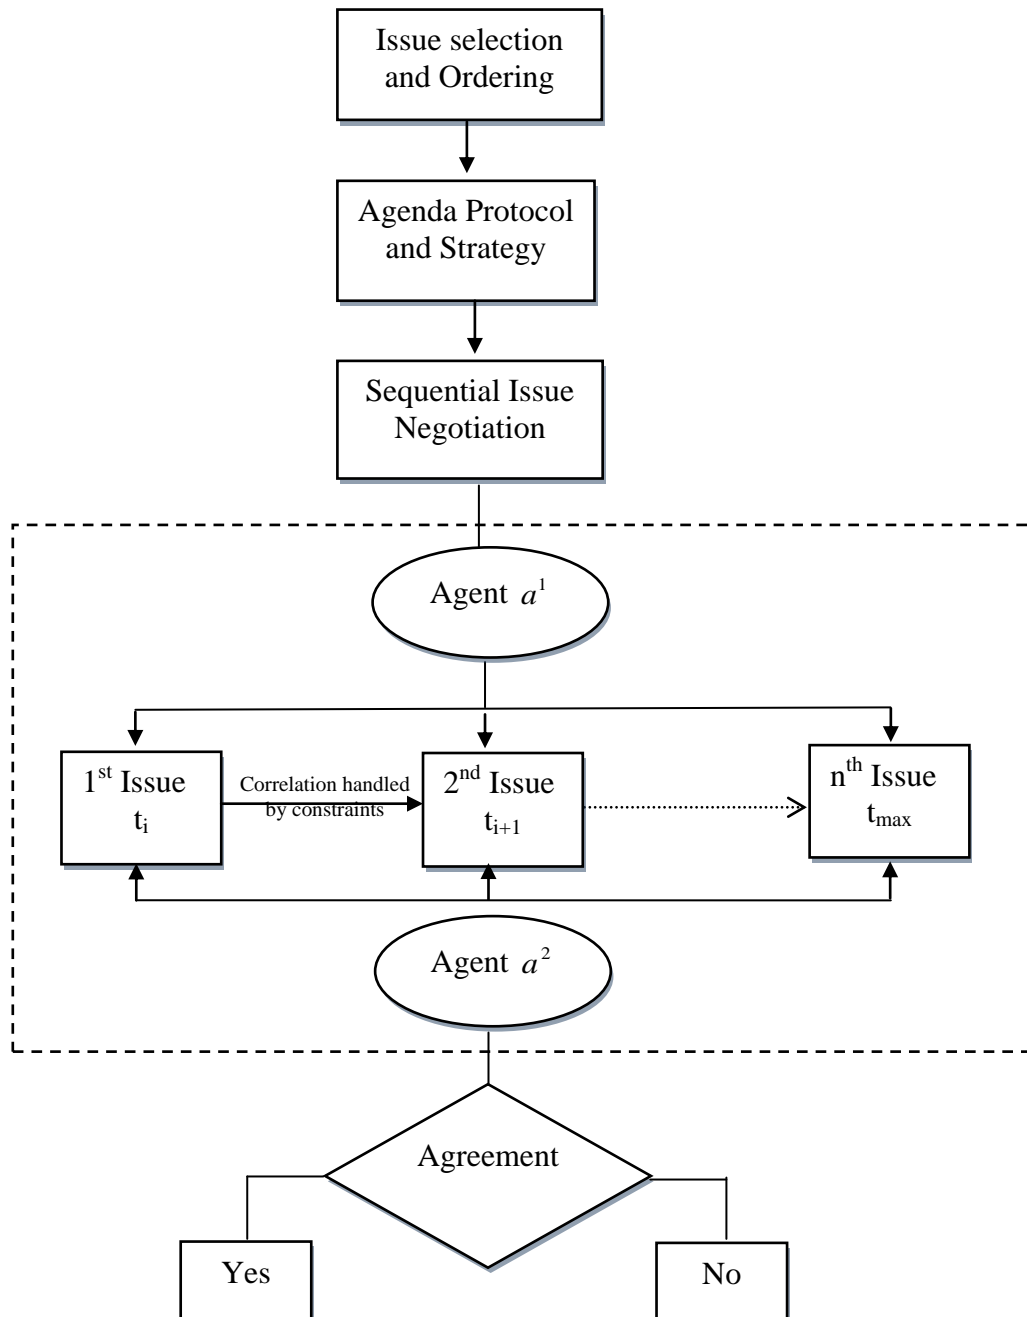 Issue selection
and Ordering
Agenda Protocol
and Strategy
Sequential Issue
Negotiation
Agent a¹
1ˢᵗ Issue
tᵢ
Correlation handled
by constraints
2ⁿᵈ Issue
tᵢ₊₁
nᵗʰ Issue
tₘₐₓ
Agent a²
Agreement
Yes
No